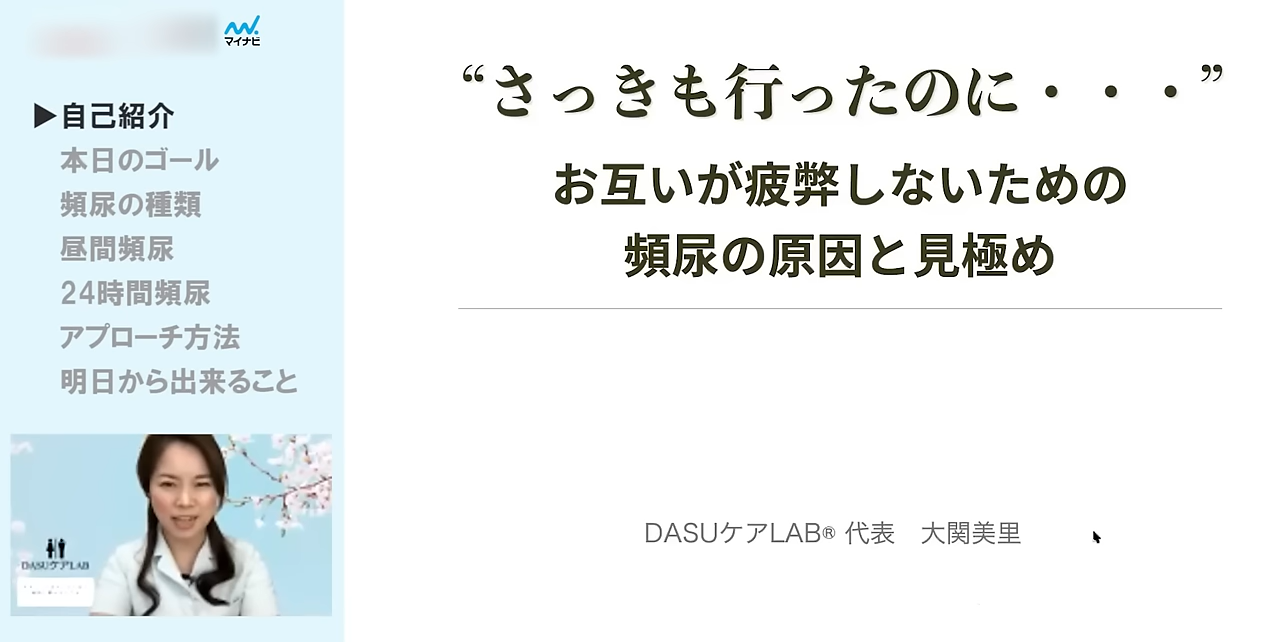 マイナビ
▶自己紹介
本日のゴール
頻尿の種類
昼間頻尿
24時間頻尿
アプローチ方法
明日から出来ること
DASUケアLAB
“さっきも行ったのに・・・”
お互いが疲弊しないための
頻尿の原因と見極め
DASUケアLAB® 代表　大関美里